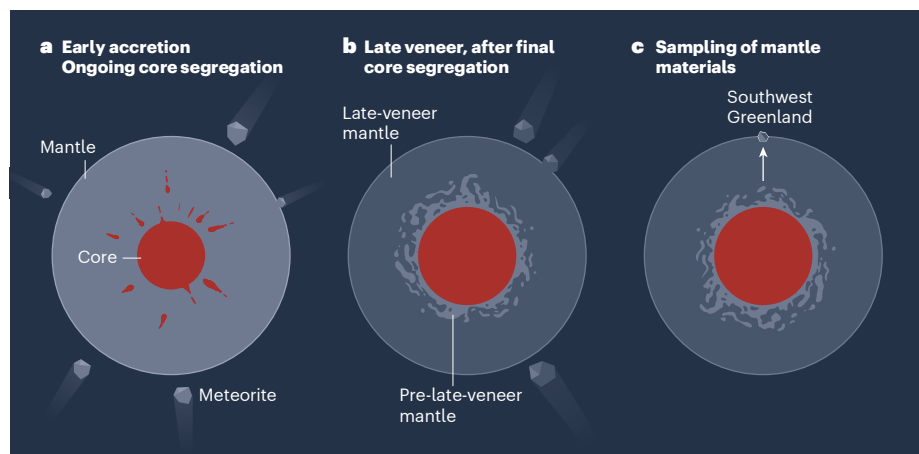 a Early accretion
Ongoing core segregation
b Late veneer, after final
core segregation
c Sampling of mantle
materials
Mantle
Core
Meteorite
Late-veneer
mantle
Pre-late-veneer
mantle
Southwest
Greenland